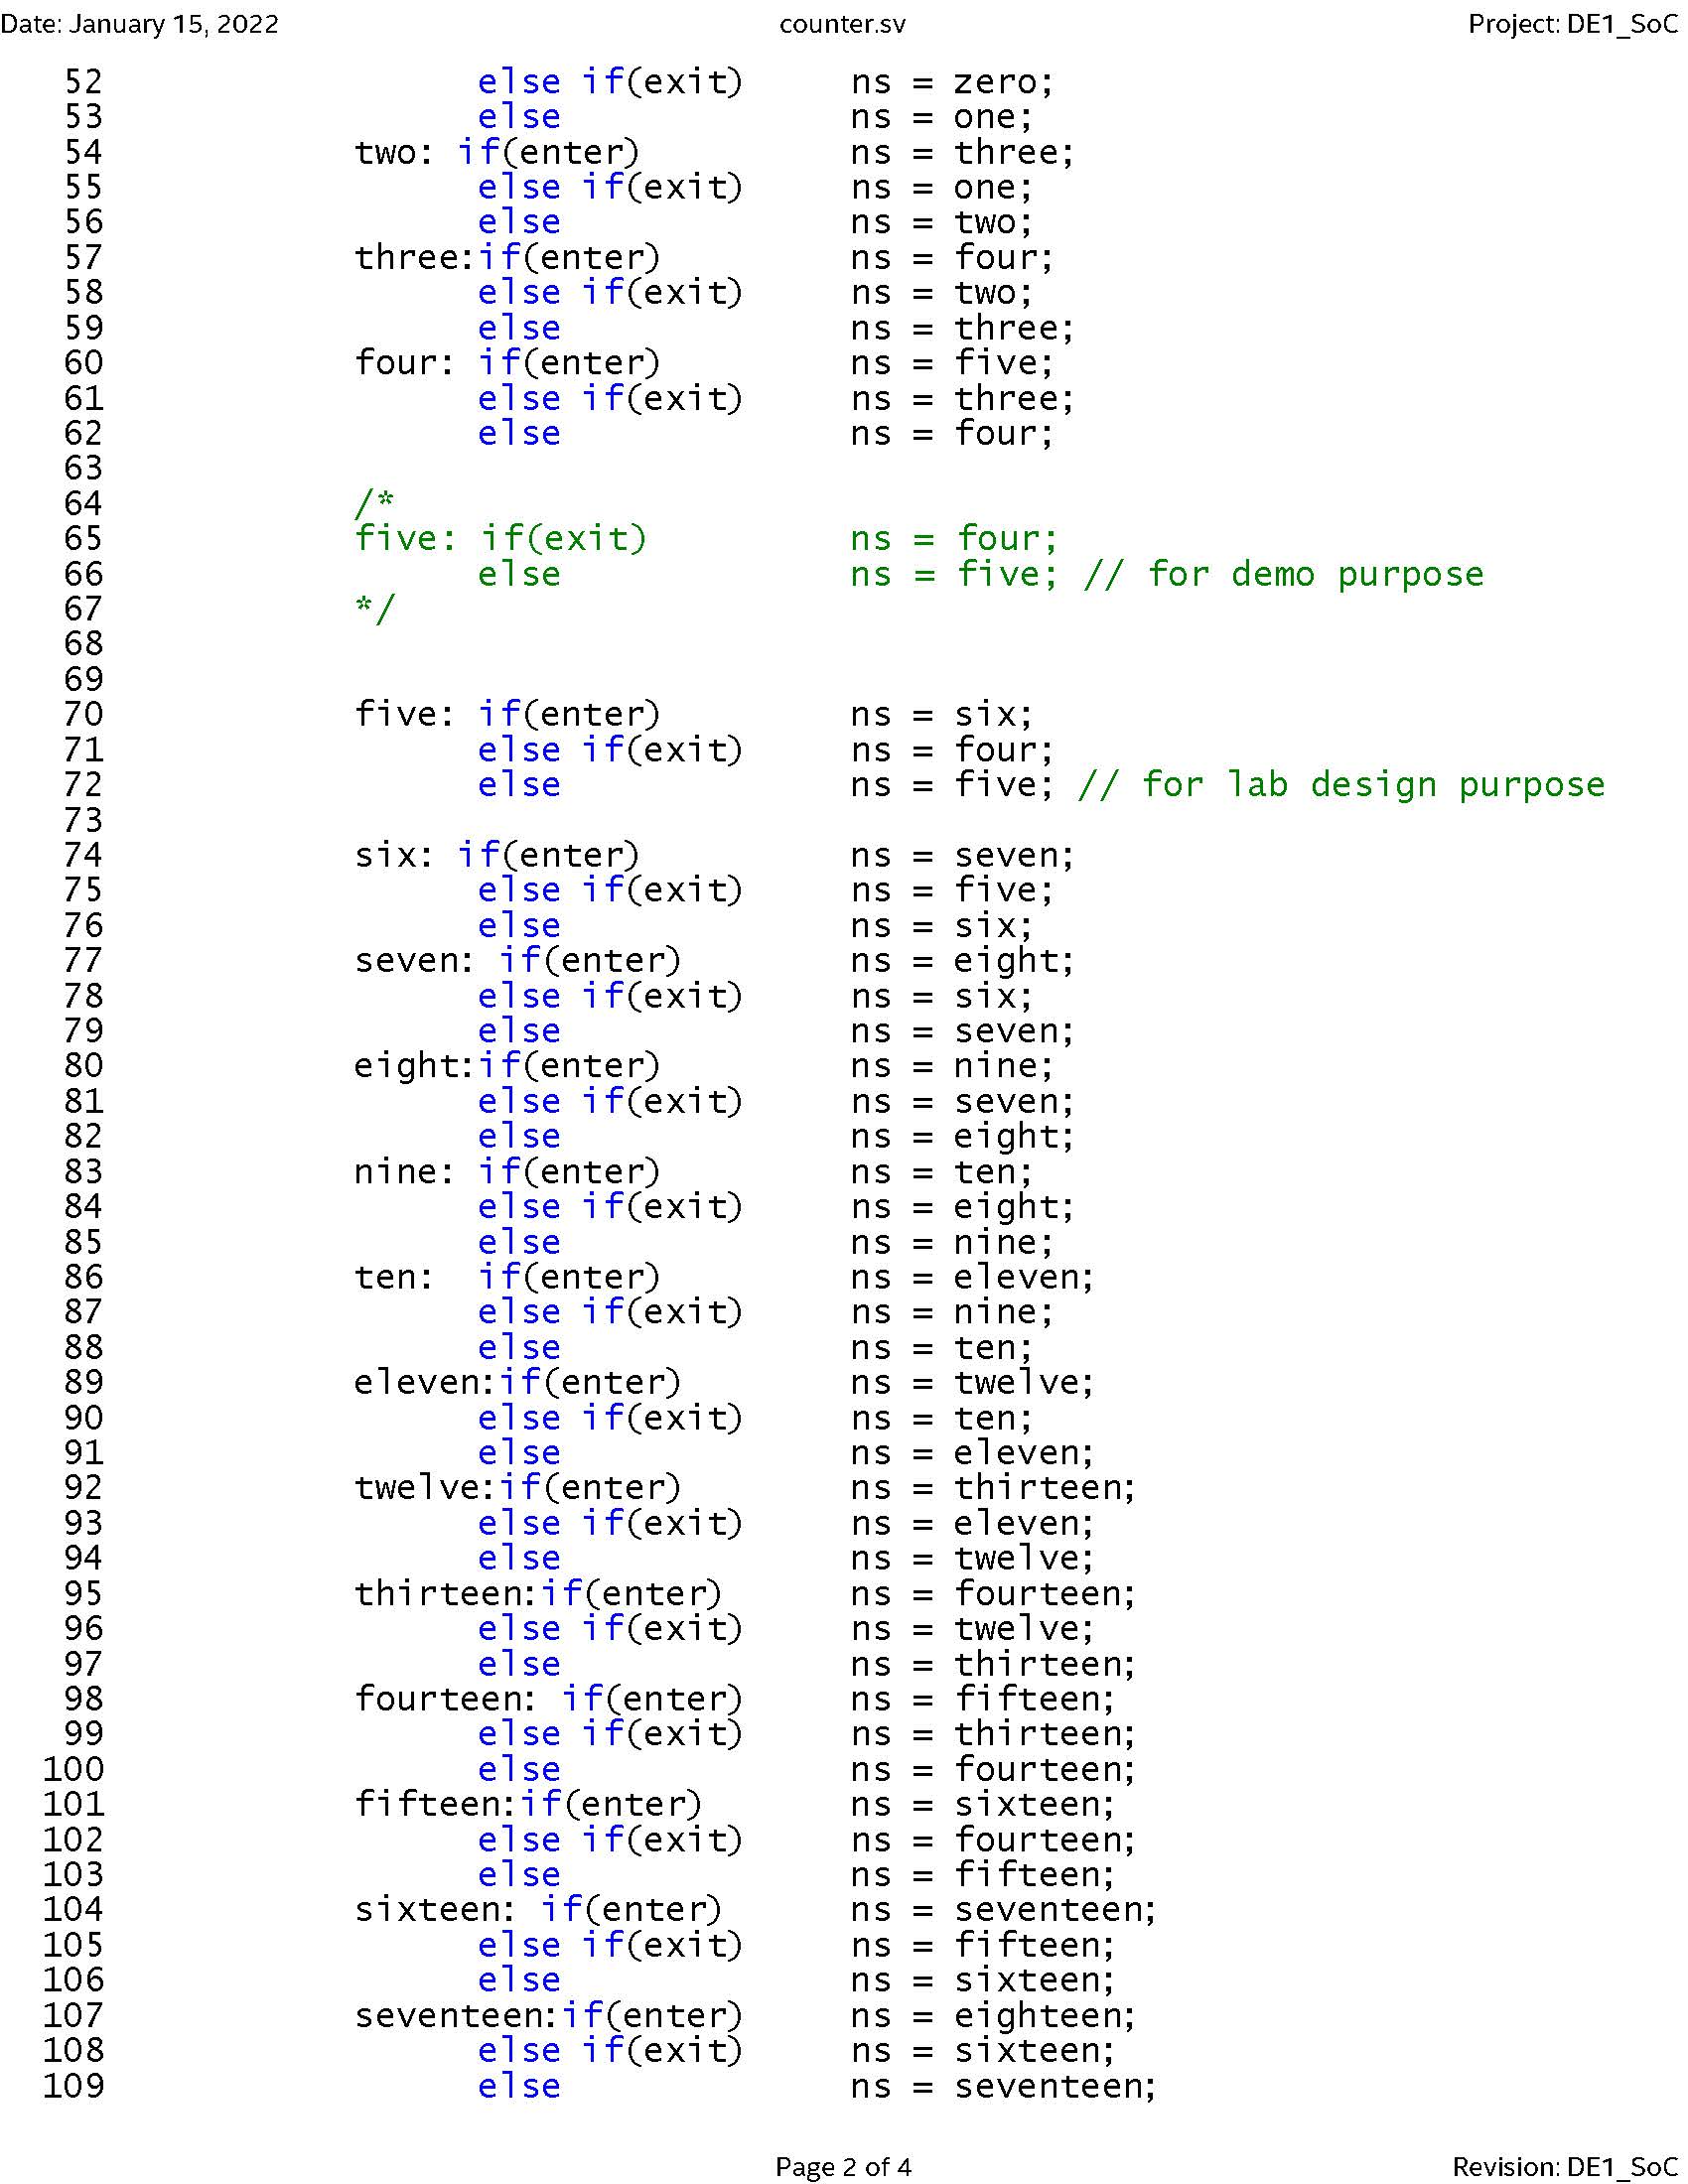 Date: January 15, 2022 counter.sv Project: DE1_SoC
52 else if(exit) ns = zero;
53 else ns = one;
54 two: if(enter) ns = three;
55 else if(exit) ns = one;
56 else ns = two;
57 three:if(enter) ns = four;
58 else if(exit) ns = two;
59 else ns = three;
60 four: if(enter) ns = five;
61 else if(exit) ns = three;
62 else ns = four;
63
64 /*
65 five: if(exit) ns = four;
66 else ns = five; // for demo purpose
67 */
68
69
70 five: if(enter) ns = six;
71 else if(exit) ns = four;
72 else ns = five; // for lab design purpose
73
74 six: if(enter) ns = seven;
75 else if(exit) ns = five;
76 else ns = six;
77 seven: if(enter) ns = eight;
78 else if(exit) ns = six;
79 else ns = seven;
80 eight:if(enter) ns = nine;
81 else if(exit) ns = seven;
82 else ns = eight;
83 nine: if(enter) ns = ten;
84 else if(exit) ns = eight;
85 else ns = nine;
86 ten: if(enter) ns = eleven;
87 else if(exit) ns = nine;
88 else ns = ten;
89 eleven:if(enter) ns = twelve;
90 else if(exit) ns = ten;
91 else ns = eleven;
92 twelve:if(enter) ns = thirteen;
93 else if(exit) ns = eleven;
94 else ns = twelve;
95 thirteen:if(enter) ns = fourteen;
96 else if(exit) ns = twelve;
97 else ns = thirteen;
98 fourteen: if(enter) ns = fifteen;
99 else if(exit) ns = thirteen;
100 else ns = fourteen;
101 fifteen:if(enter) ns = sixteen;
102 else if(exit) ns = fourteen;
103 else ns = fifteen;
104 sixteen: if(enter) ns = seventeen;
105 else if(exit) ns = fifteen;
106 else ns = sixteen;
107 seventeen:if(enter) ns = eighteen;
108 else if(exit) ns = sixteen;
109 else ns = seventeen;
Page 2 of 4 Revision: DE1_SoC